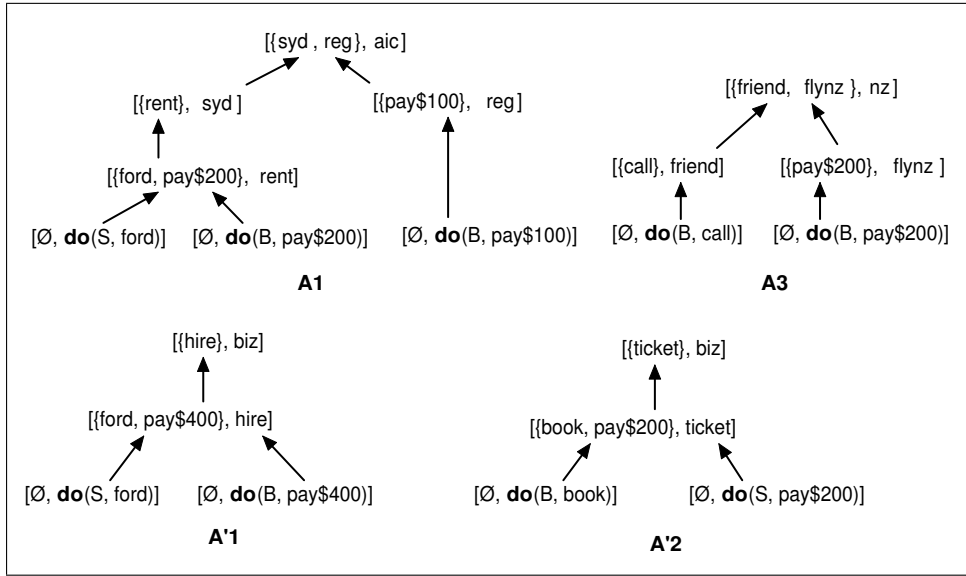 [{syd , reg}, aic]
[{rent}, syd ]
[{pay$100}, reg]
[{ford, pay$200}, rent]
[Ø, do(S, ford)] [Ø, do(B, pay$200)] [Ø, do(B, pay$100)]
A1
[{friend, flynz }, nz]
[{call}, friend] [{pay$200}, flynz ]
[Ø, do(B, call)] [Ø, do(B, pay$200)]
A3
[{hire}, biz]
[{ford, pay$400}, hire]
[Ø, do(S, ford)] [Ø, do(B, pay$400)]
A'1
[{ticket}, biz]
[{book, pay$200}, ticket]
[Ø, do(B, book)] [Ø, do(S, pay$200)]
A'2